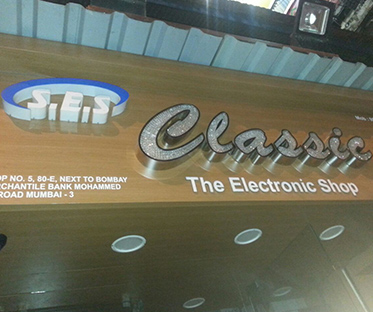 S.E.S.
Classic
The Electronic Shop
OP NO. 5, 80-E, NEXT TO BOMBAY
RCHANTILE BANK MOHAMMED
ROAD MUMBAI - 3